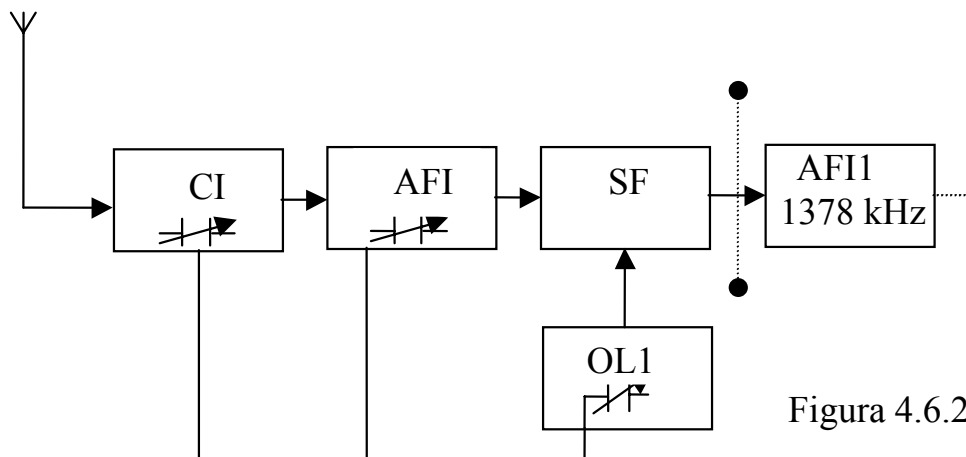 CI
AFI
SF
AFI1
1378 kHz
OL1
Figura 4.6.2